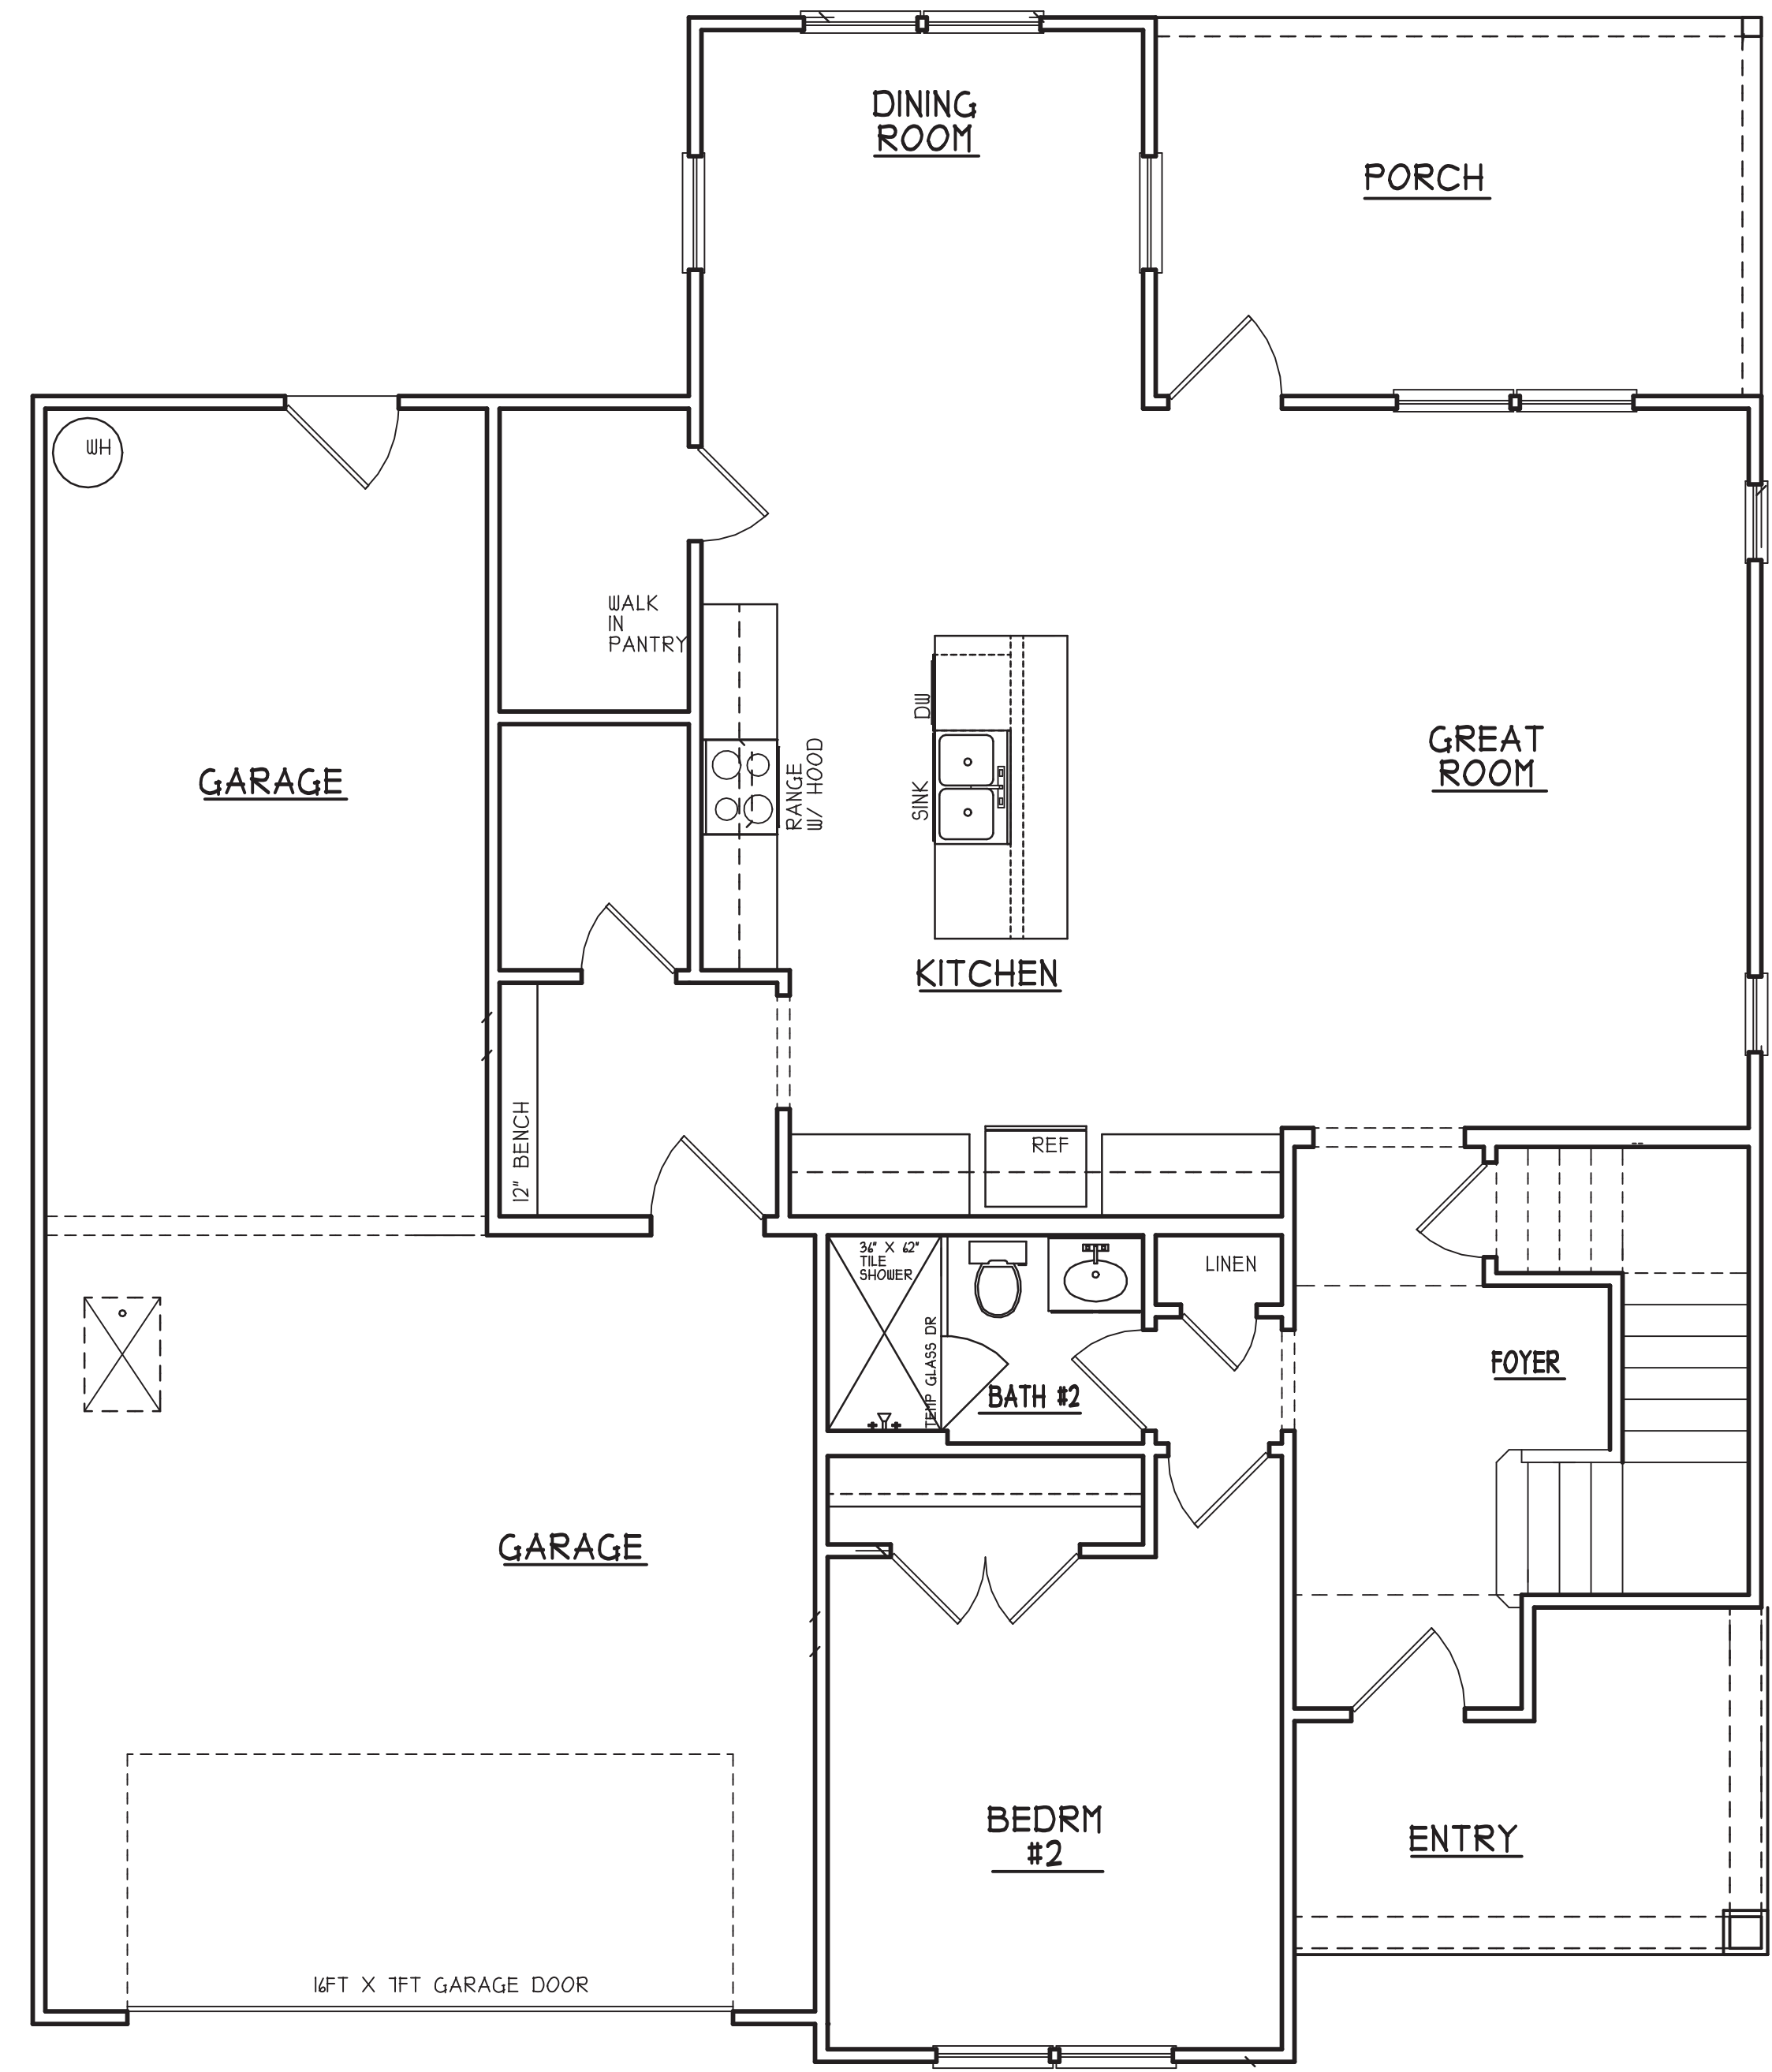 DINING
ROOM
PORCH
WH
WALK
IN
PANTRY
DW
GREAT
ROOM
GARAGE
RANGE
W/ HOOD
SINK
KITCHEN
12" BENCH
REF
36" X 62"
TILE
SHOWER
LINEN
TEMP GLASS DR
FOYER
BATH #2
GARAGE
BEDRM
#2
ENTRY
16FT X 7FT GARAGE DOOR